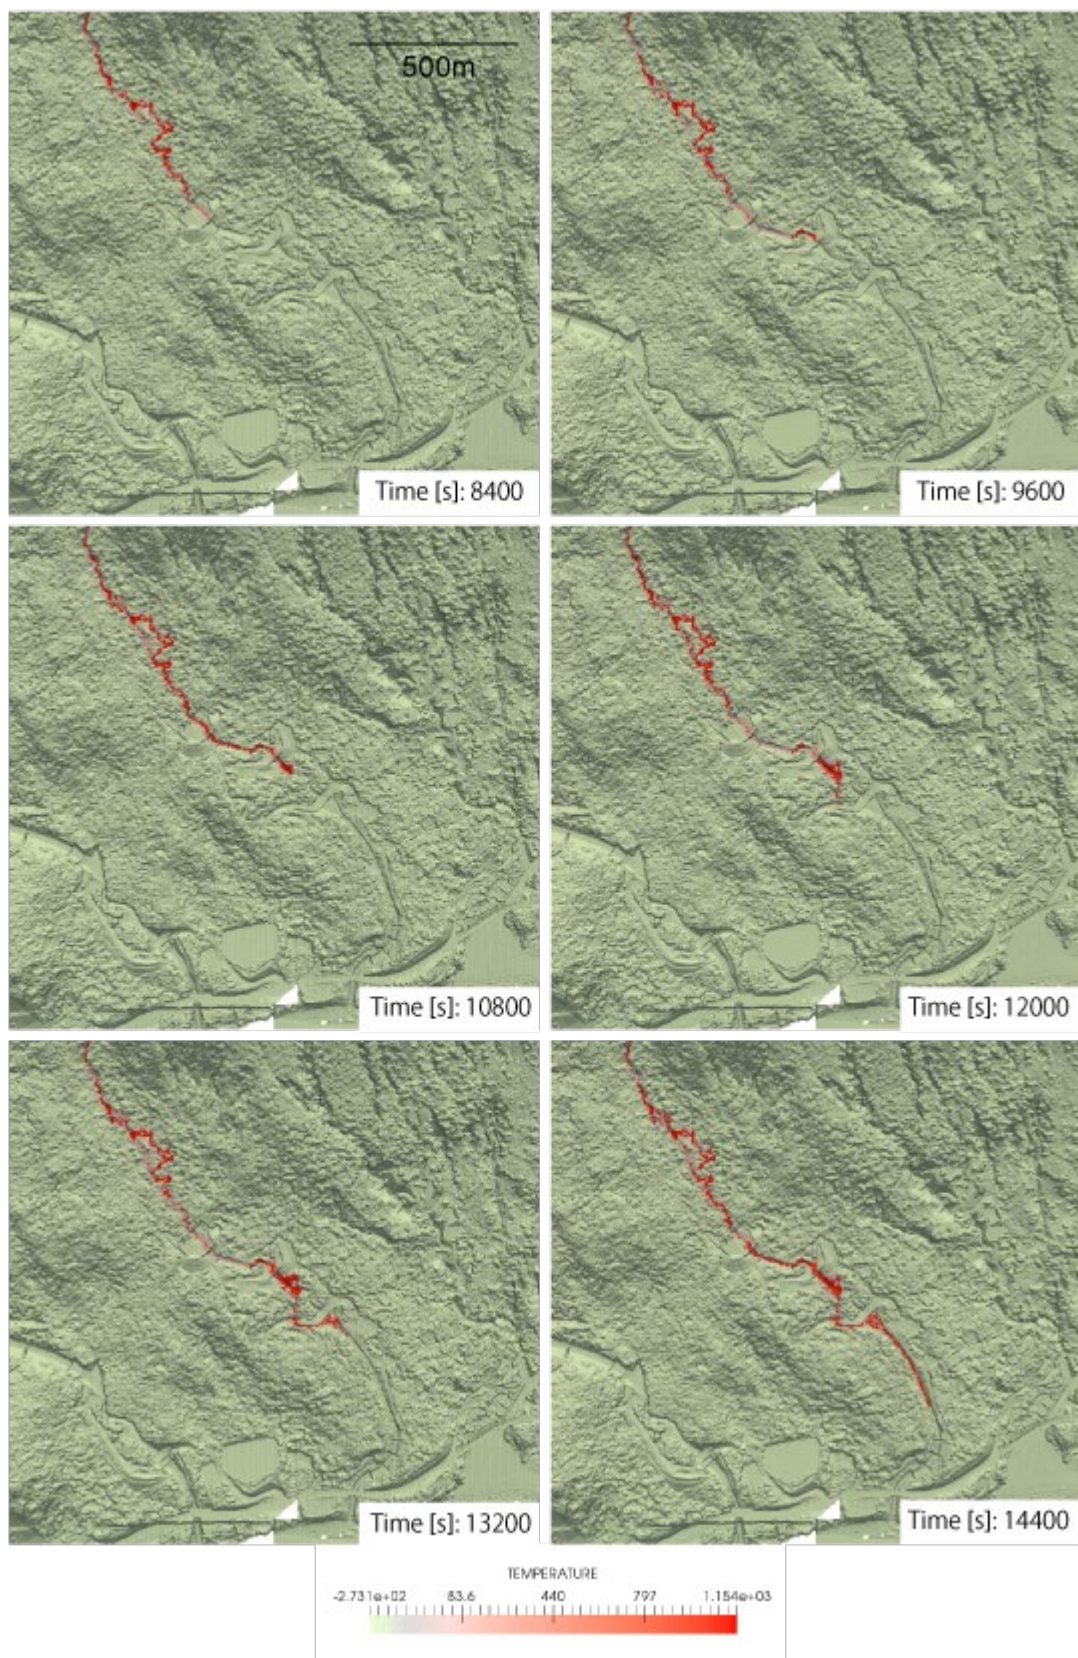 500m
Time [s]: 8400
Time [s]: 9600
Time [s]: 10800
Time [s]: 12000
Time [s]: 13200
Time [s]: 14400
TEMPERATURE
-2.731e+02 83.6 440 797 1.154e+03